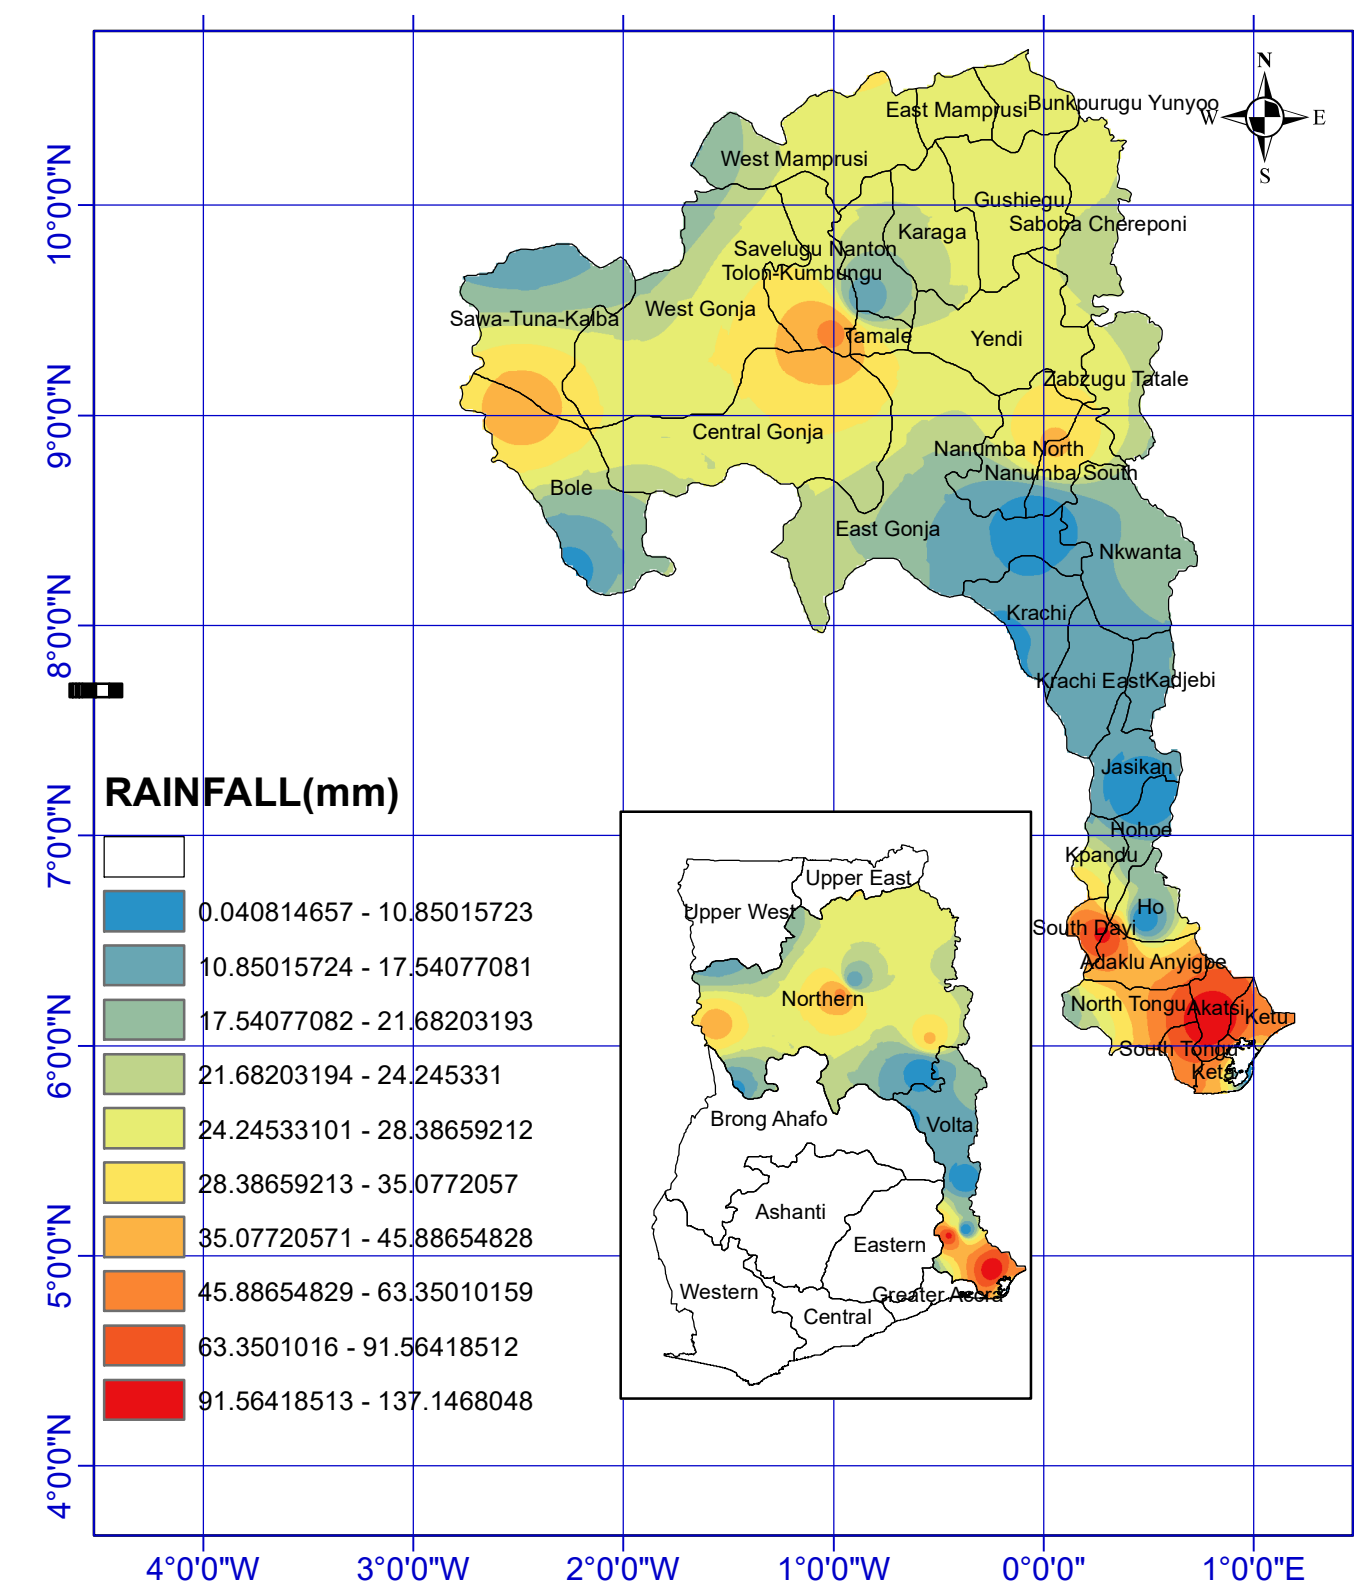 N
W
E
S
Bunkpurugu Yunyoo
East Mamprusi
West Mamprusi
Gushiegu
Saboba Chereponi
Karaga
Savelugu Nanton
Tolon-Kumbungu
West Gonja
Sawa-Tuna-Kalba
Tamale
Yendi
Zabzugu Tatale
Central Gonja
Nanumba North
Nanumba South
Bole
East Gonja
Nkwanta
Krachi
Krachi East
Kadjebi
Jasikan
Hohoe
Kpandu
Ho
South Dayi
Adaklu Anyigbe
North Tongu
Akatsi
Ketu
South Tongu
Keta
10°0'0"N
9°0'0"N
8°0'0"N
7°0'0"N
6°0'0"N
5°0'0"N
4°0'0"N
RAINFALL(mm)
0.040814657 - 10.85015723
10.85015724 - 17.54077081
17.54077082 - 21.68203193
21.68203194 - 24.245331
24.24533101 - 28.38659212
28.38659213 - 35.0772057
35.07720571 - 45.88654828
45.88654829 - 63.35010159
63.3501016 - 91.56418512
91.56418513 - 137.1468048
Upper East
Upper West
Northern
Brong Ahafo
Volta
Ashanti
Eastern
Western
Greater Accra
Central
4°0'0"W
3°0'0"W
2°0'0"W
1°0'0"W
0°0'0"
1°0'0"E